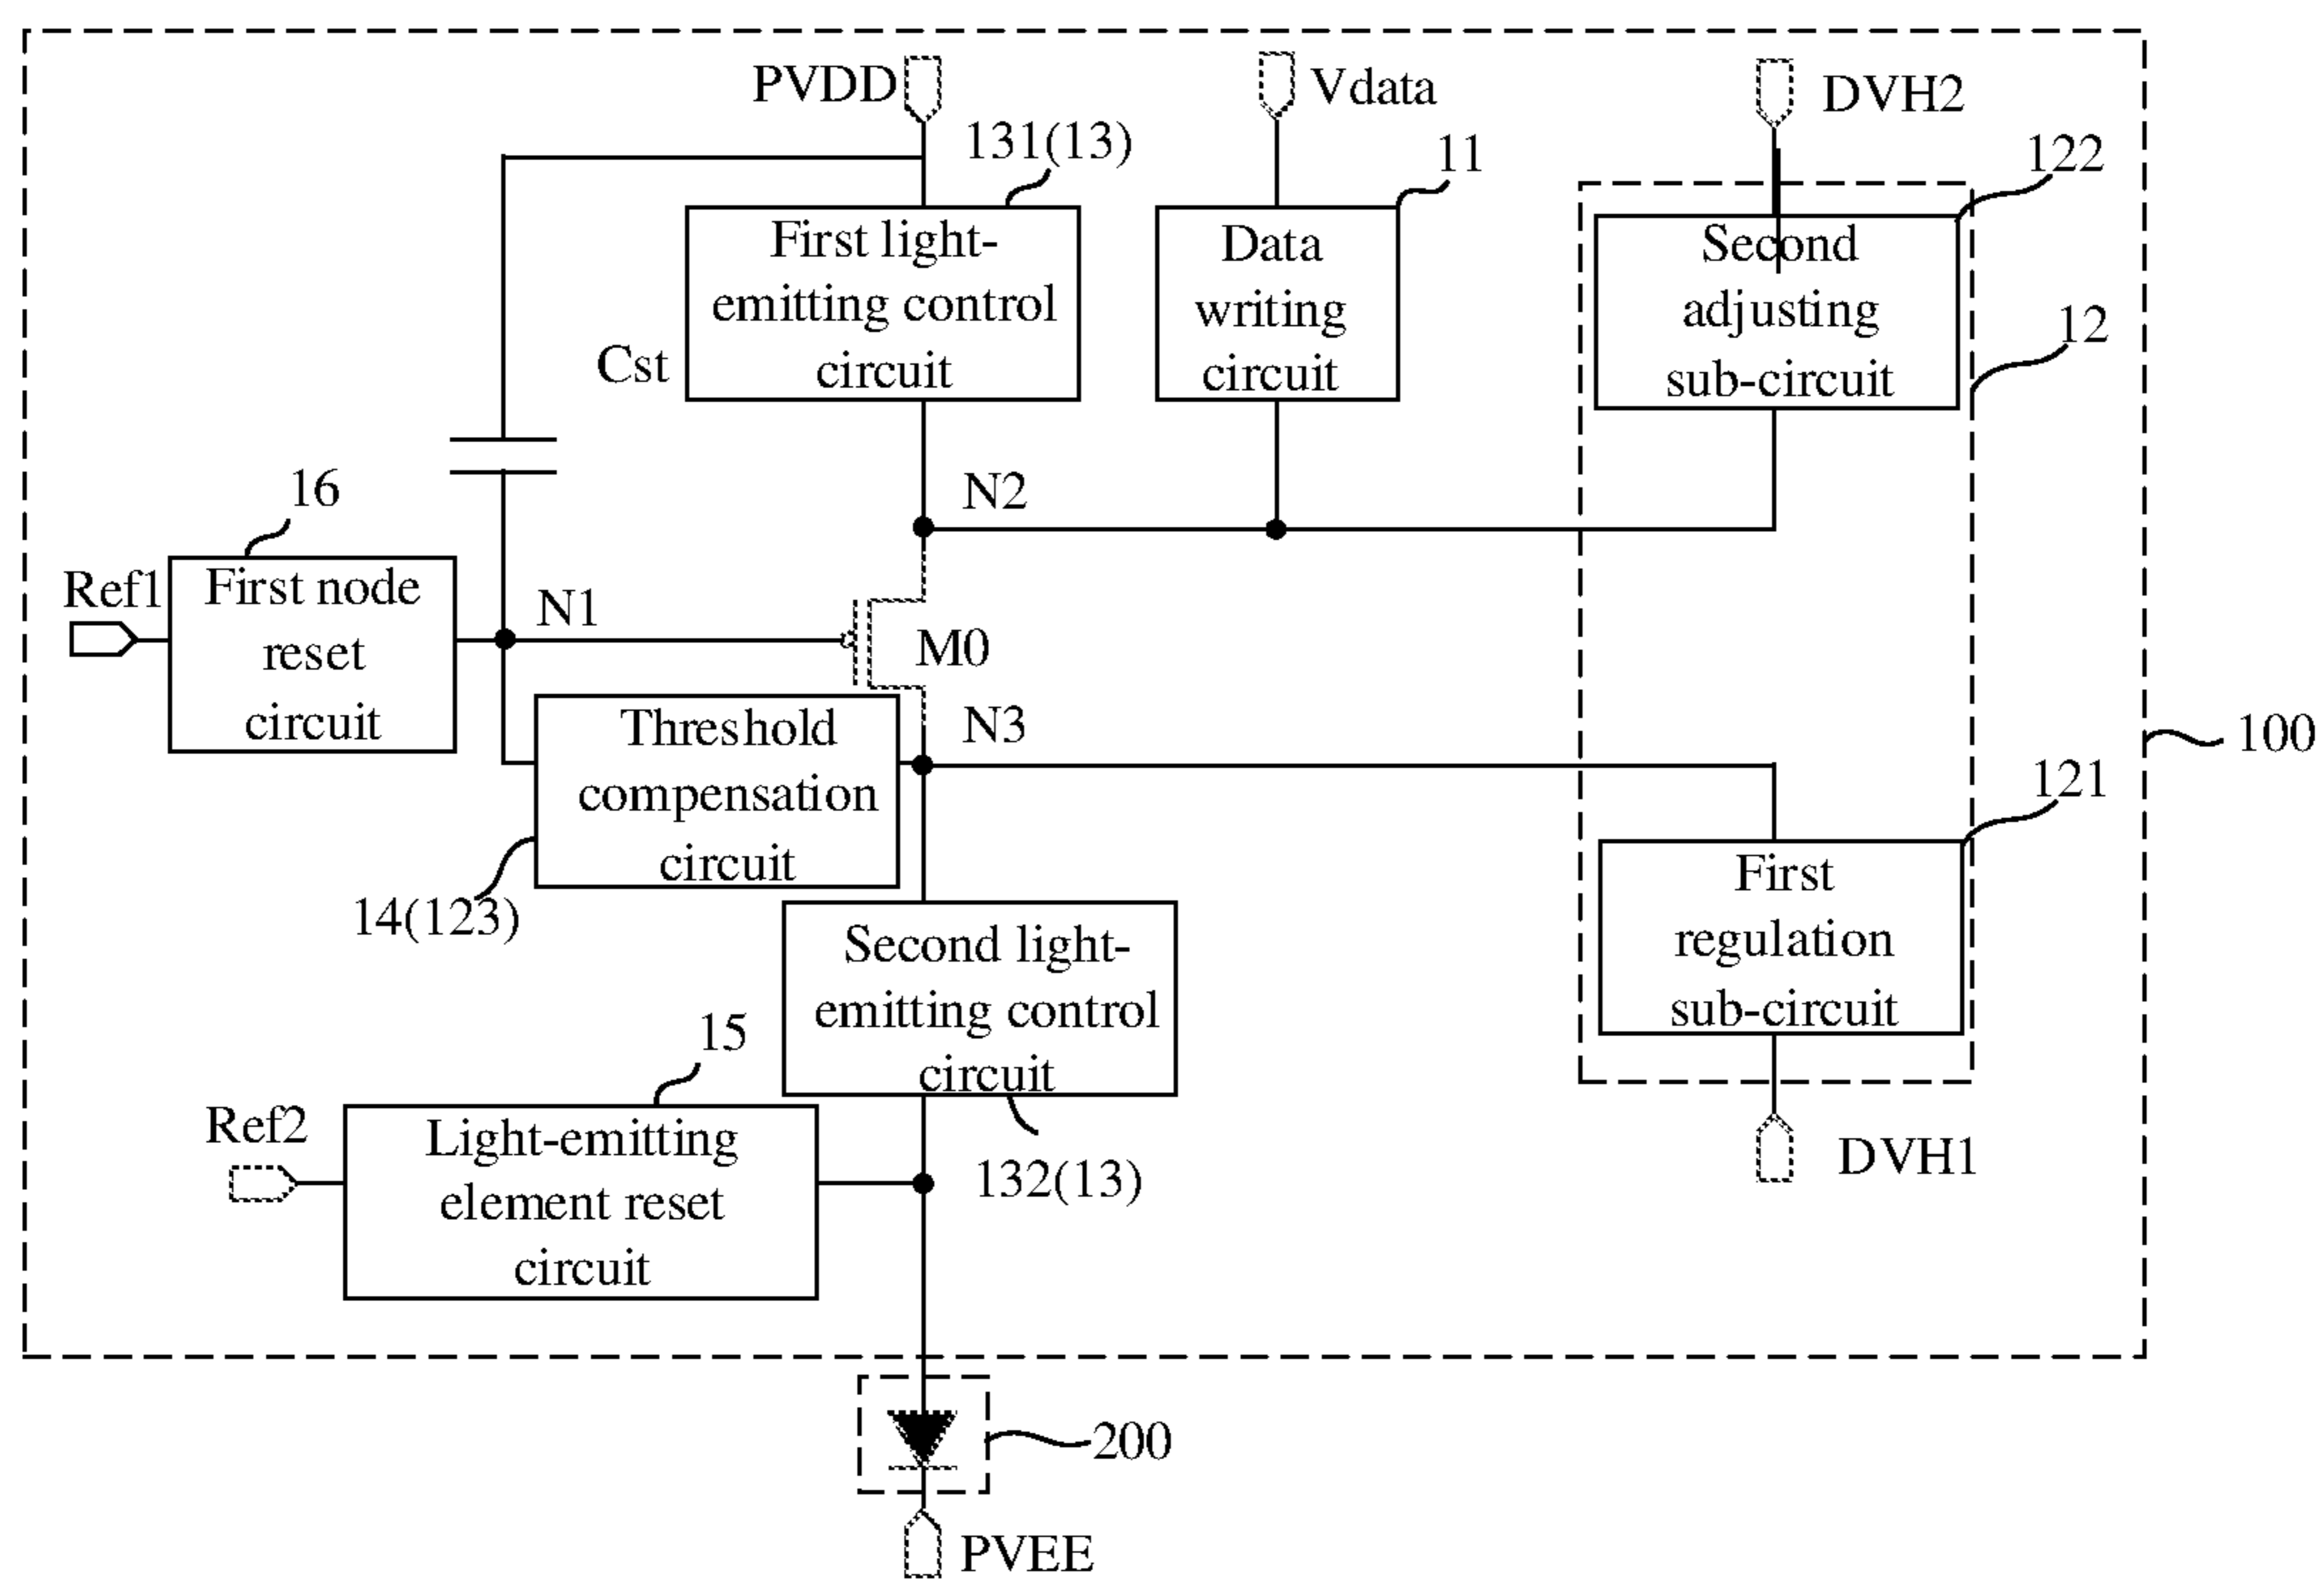 PVDD
Vdata
DVH2
131(13)
11
122
First light-
emitting control
circuit
Data
writing
circuit
Second
adjusting
sub-circuit
12
Cst
16
N2
Ref1
First node
reset
circuit
N1
M0
N3
Threshold
compensation
circuit
100
121
14(123)
First
regulation
sub-circuit
Second light-
emitting control
circuit
15
Ref2
Light-emitting
element reset
circuit
132(13)
DVH1
200
PVEE